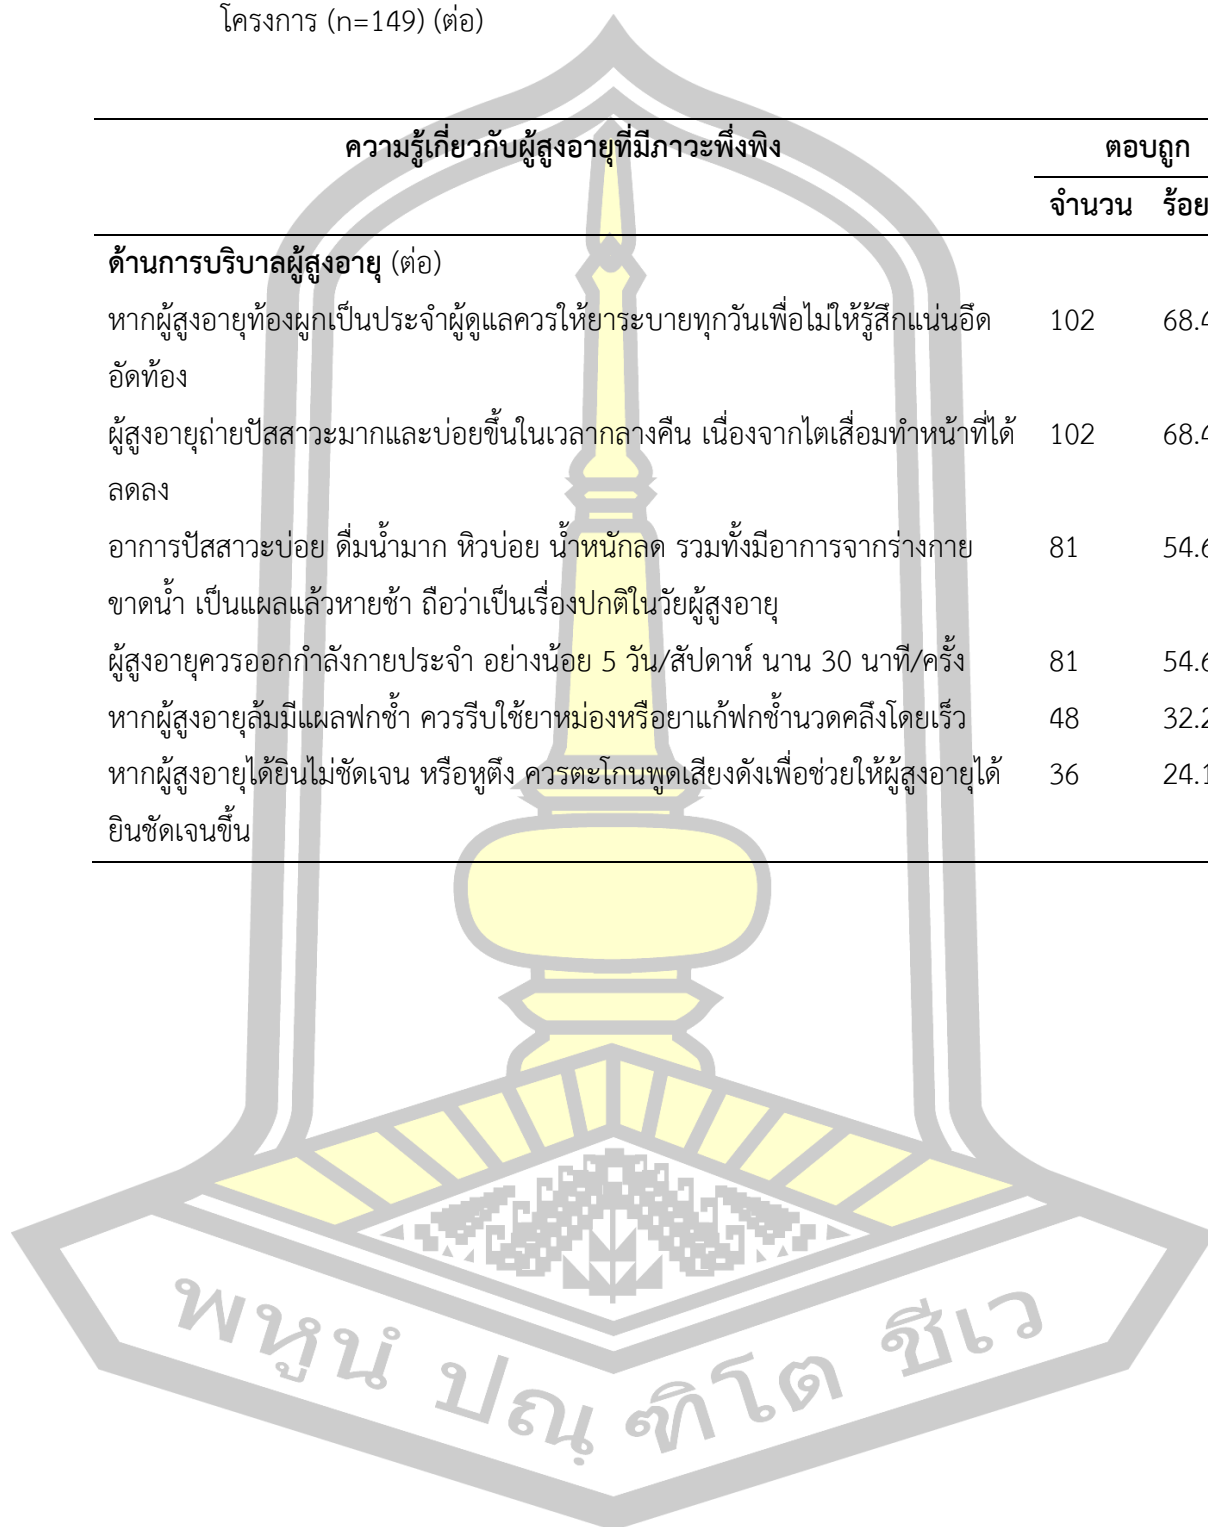 โครงการ (n=149) (ต่อ)
ความรู้เกี่ยวกับผู้สูงอายุที่มีภาวะพึ่งพิง ตอบถูก
จำนวน ร้อย
ด้านการบริบาลผู้สูงอายุ (ต่อ)
หากผู้สูงอายุท้องผูกเป็นประจำผู้ดูแลควรให้ยาระบายทุกวันเพื่อไม่ให้รู้สึกแน่นอึด 102 68.4
อัดท้อง
ผู้สูงอายุถ่ายปัสสาวะมากและบ่อยขึ้นในเวลากลางคืน เนื่องจากไตเสื่อมทำหน้าที่ได้ 102 68.4
ลดลง
อาการปัสสาวะบ่อย ดื่มน้ำมาก หิวบ่อย น้ำหนักลด รวมทั้งมีอาการจากร่างกาย 81 54.6
ขาดน้ำ เป็นแผลแล้วหายช้า ถือว่าเป็นเรื่องปกติในวัยผู้สูงอายุ
ผู้สูงอายุควรออกกำลังกายประจำ อย่างน้อย 5 วัน/สัปดาห์ นาน 30 นาที/ครั้ง 81 54.6
หากผู้สูงอายุล้มมีแผลฟกช้ำ ควรรีบใช้ยาหม่องหรือยาแก้ฟกช้ำนวดคลึงโดยเร็ว 48 32.2
หากผู้สูงอายุได้ยินไม่ชัดเจน หรือหูตึง ควรตะโกนพูดเสียงดังเพื่อช่วยให้ผู้สูงอายุได้ 36 24.1
ยินชัดเจนขึ้น
พหูนํ ปณฺ ฑิโต ชีเว